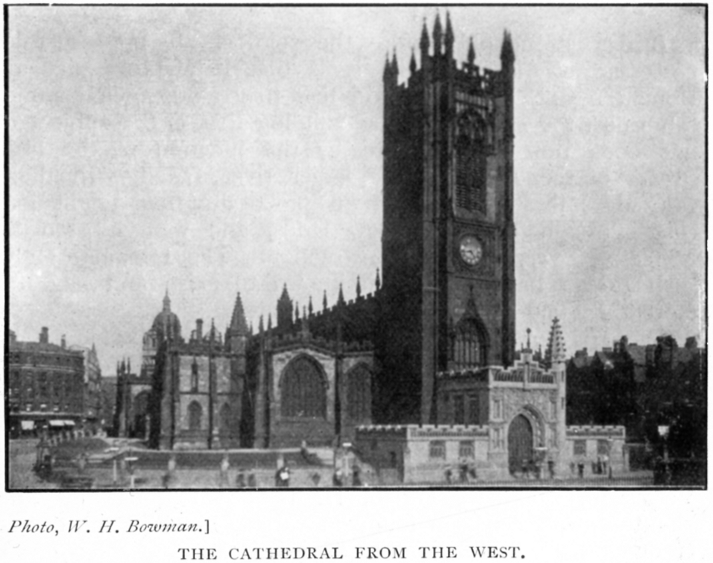 Photo, W. H. Bowman.]
THE CATHEDRAL FROM THE WEST.